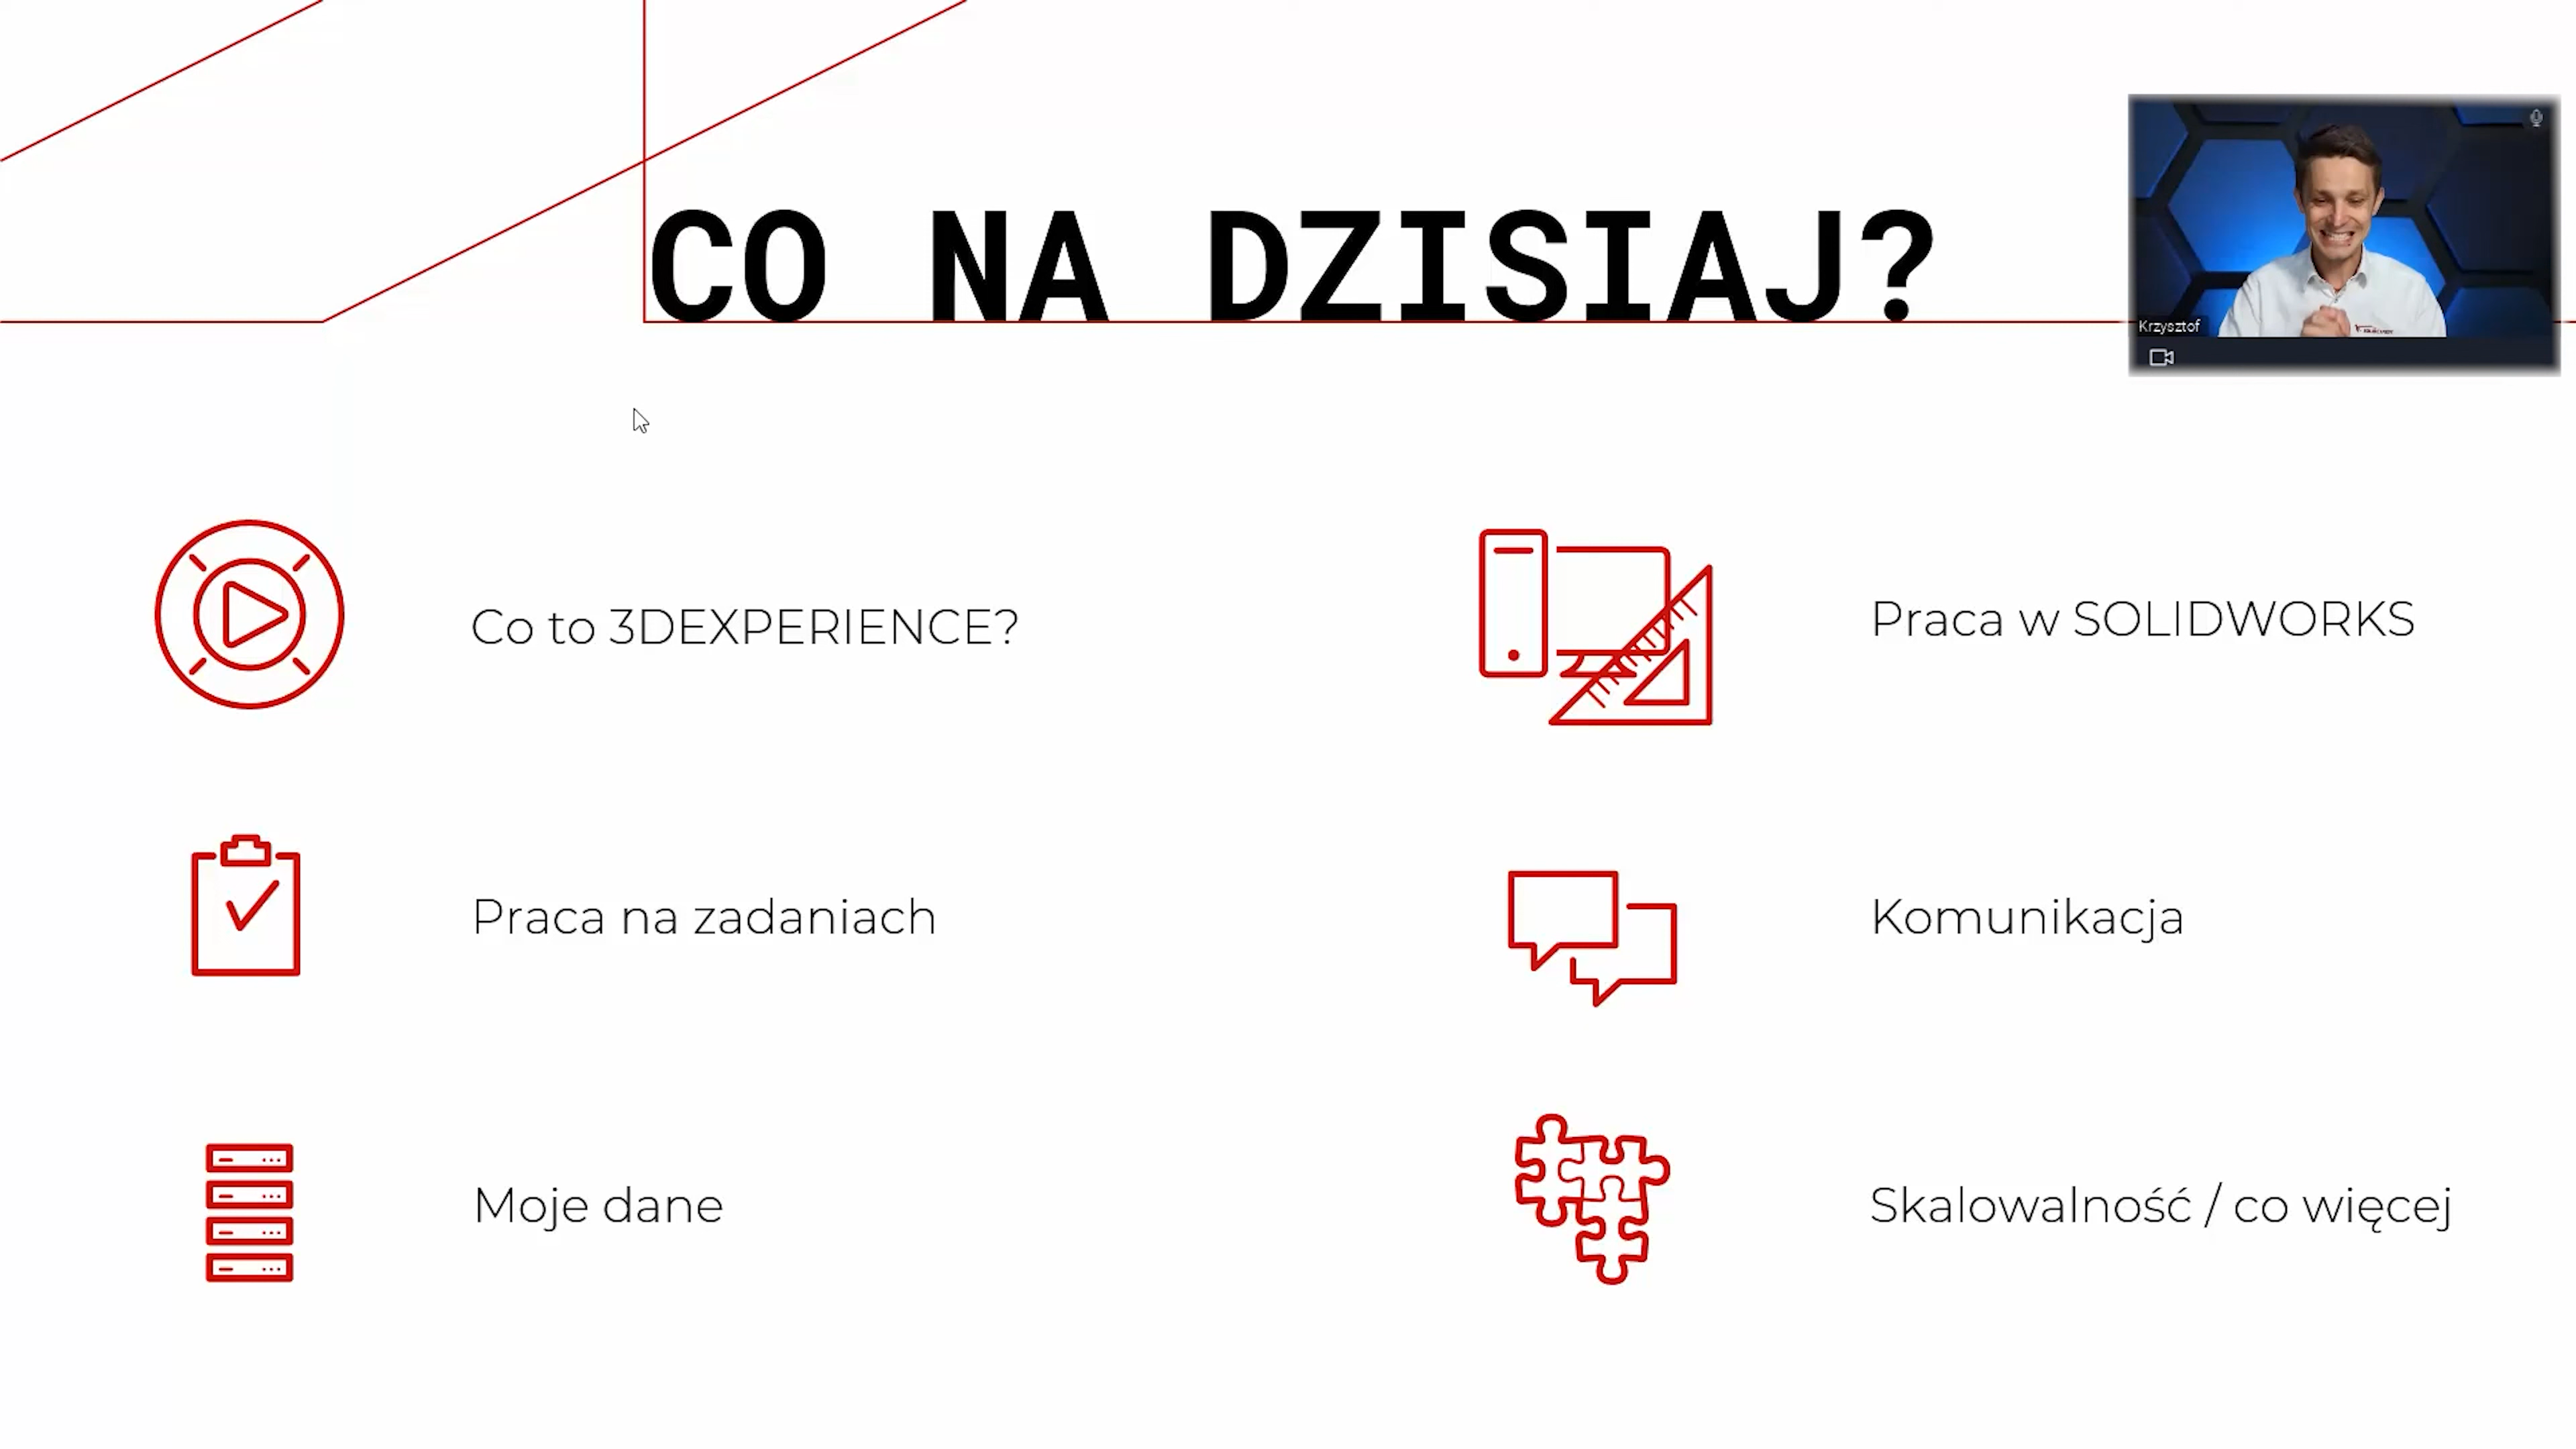 CO NA DZISIAJ?
Krzysztof
Co to 3DEXPERIENCE?
Praca w SOLIDWORKS
Praca na zadaniach
Komunikacja
Moje dane
Skalowalność / co więcej